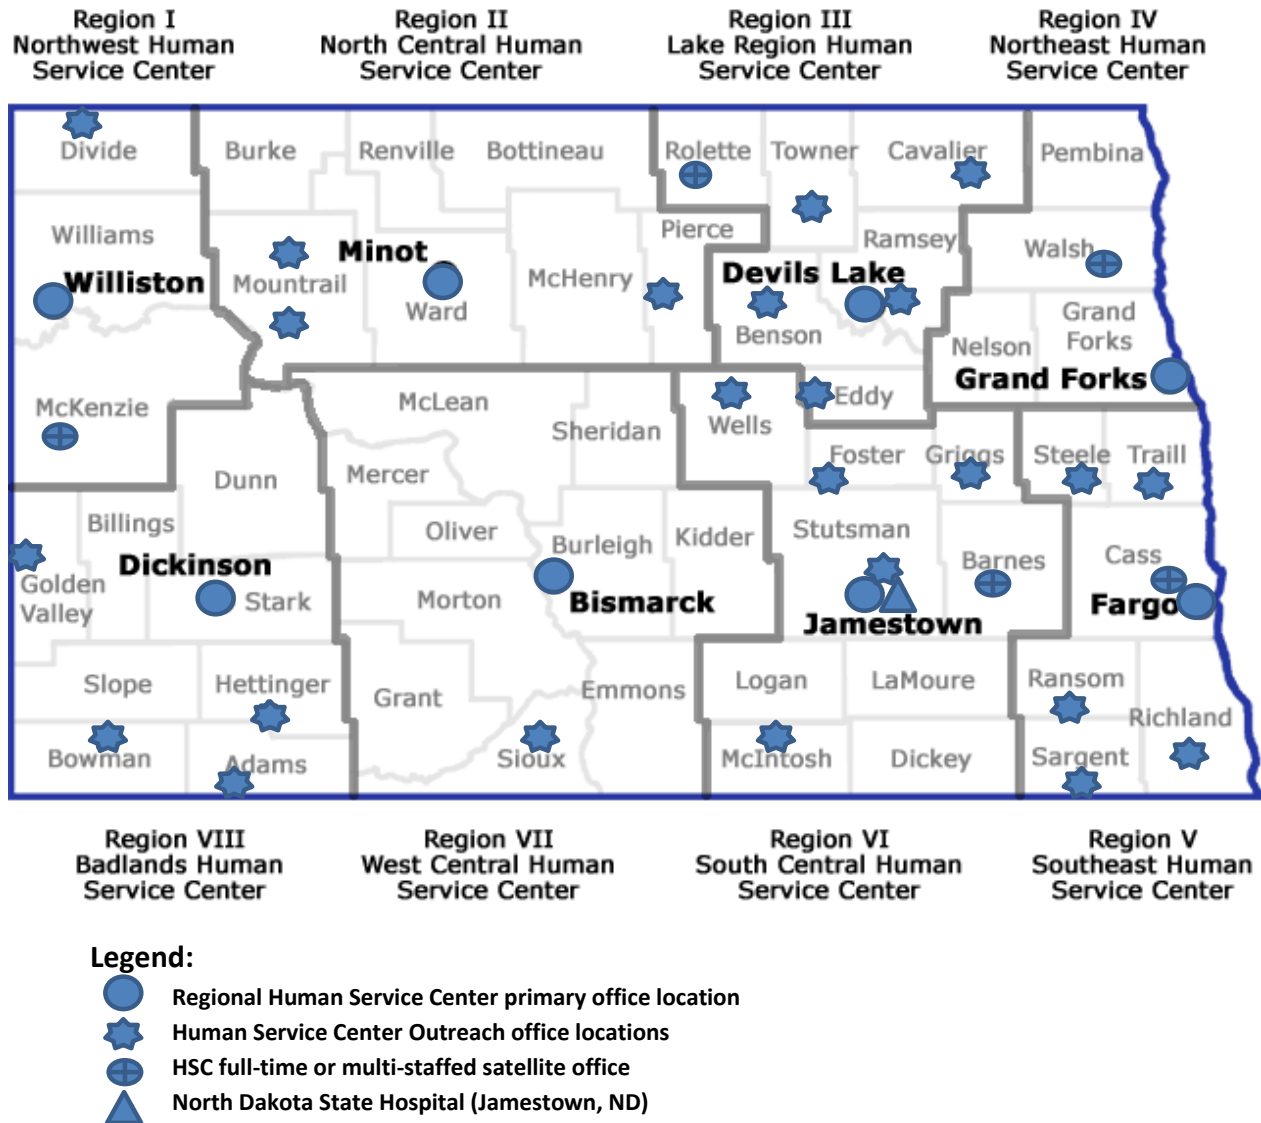 Region I
Northwest Human
Service Center
Region II
North Central Human
Service Center
Region III
Lake Region Human
Service Center
Region IV
Northeast Human
Service Center
Divide
Burke
Renville
Bottineau
Rolette
Towner
Cavalier
Pembina
Williams
Williston
Mountrail
Minot
Ward
McHenry
Pierce
Ramsey
Devils Lake
Benson
Walsh
Grand
Forks
Nelson
Grand Forks
McKenzie
McLean
Sheridan
Wells
Eddy
Dunn
Mercer
Foster
Griggs
Steele
Traill
Billings
Oliver
Burleigh
Kidder
Stutsman
Barnes
Cass
Golden
Valley
Dickinson
Stark
Morton
Bismarck
Jamestown
Fargo
Slope
Hettinger
Grant
Emmons
Logan
LaMoure
Ransom
Richland
Bowman
Adams
Sioux
McIntosh
Dickey
Sargent
Region VIII
Badlands Human
Service Center
Region VII
West Central Human
Service Center
Region VI
South Central Human
Service Center
Region V
Southeast Human
Service Center
Legend:
Regional Human Service Center primary office location
Human Service Center Outreach office locations
HSC full-time or multi-staffed satellite office
North Dakota State Hospital (Jamestown, ND)